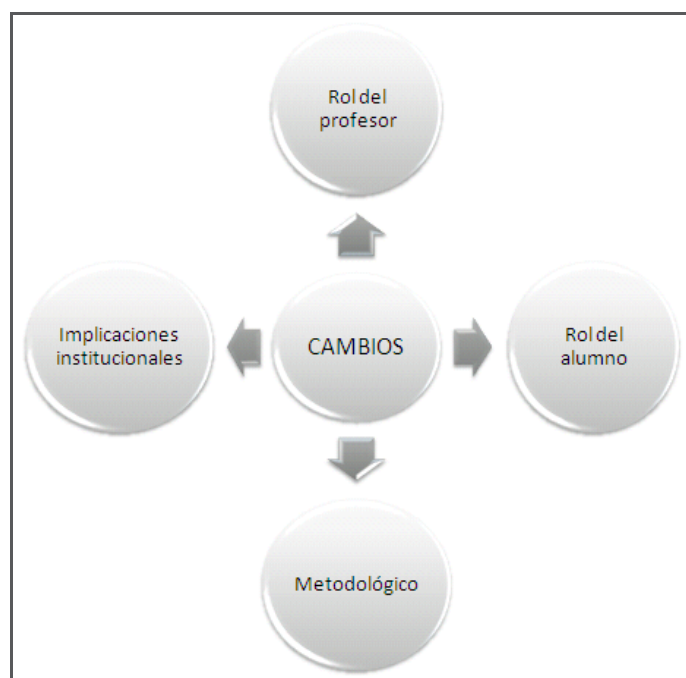 Rol del
profesor
Implicaciones
institucionales
CAMBIOS
Rol del
alumno
Metodológico